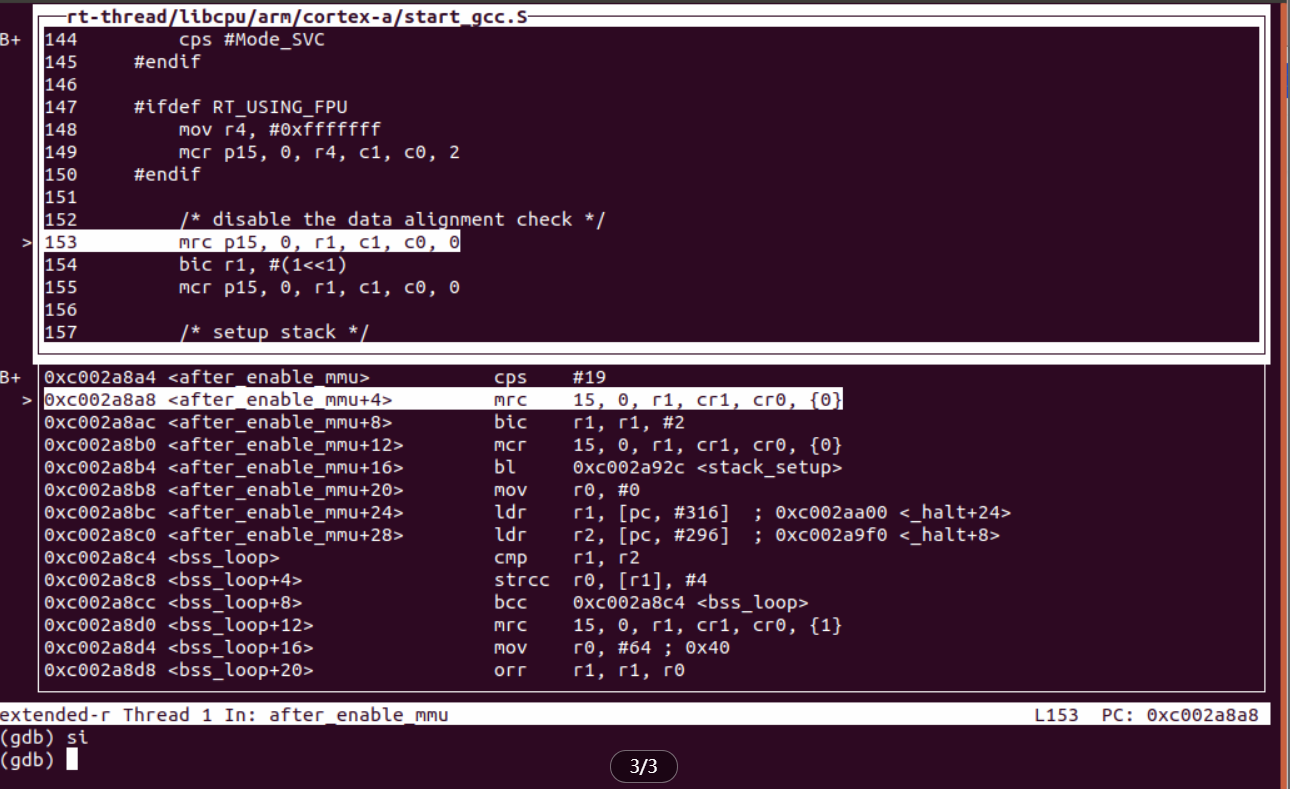 rt-thread/libcpu/arm/cortex-a/start_gcc.S
B+ 144 cps #Mode_SVC
145 #endif
146
147 #ifdef RT_USING_FPU
148 mov r4, #0xfffffff
149 mcr p15, 0, r4, c1, c0, 2
150 #endif
151
152 /* disable the data alignment check */
> 153 mrc p15, 0, r1, c1, c0, 0
154 bic r1, #(1<<1)
155 mcr p15, 0, r1, c1, c0, 0
156
157 /* setup stack */
B+ 0xc002a8a4 <after_enable_mmu> cps #19
> 0xc002a8a8 <after_enable_mmu+4> mrc 15, 0, r1, cr1, cr0, {0}
0xc002a8ac <after_enable_mmu+8> bic r1, r1, #2
0xc002a8b0 <after_enable_mmu+12> mcr 15, 0, r1, cr1, cr0, {0}
0xc002a8b4 <after_enable_mmu+16> bl 0xc002a92c <stack_setup>
0xc002a8b8 <after_enable_mmu+20> mov r0, #0
0xc002a8bc <after_enable_mmu+24> ldr r1, [pc, #316] ; 0xc002aa00 <_halt+24>
0xc002a8c0 <after_enable_mmu+28> ldr r2, [pc, #296] ; 0xc002a9f0 <_halt+8>
0xc002a8c4 <bss_loop> cmp r1, r2
0xc002a8c8 <bss_loop+4> strcc r0, [r1], #4
0xc002a8cc <bss_loop+8> bcc 0xc002a8c4 <bss_loop>
0xc002a8d0 <bss_loop+12> mrc 15, 0, r1, cr1, cr0, {1}
0xc002a8d4 <bss_loop+16> mov r0, #64 ; 0x40
0xc002a8d8 <bss_loop+20> orr r1, r1, r0
extended-r Thread 1 In: after_enable_mmu L153 PC: 0xc002a8a8
(gdb) si
(gdb)
3/3